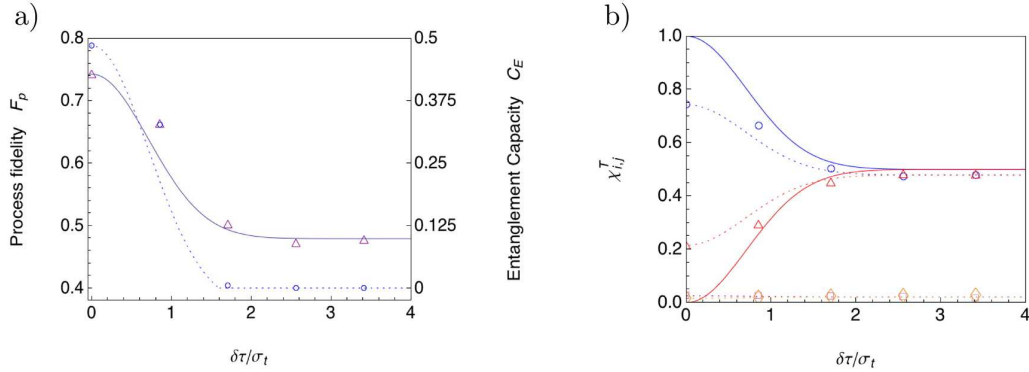 a)
0.8
0.7
0.6
0.5
0.4
Process fidelity F_p
0.5
0.375
0.25
0.125
0
Entanglement Capacity C_E
0 1 2 3 4
δτ/σ_t
b)
1.0
0.8
0.6
0.4
0.2
0.0
χ^T_{i,j}
0 1 2 3 4
δτ/σ_t